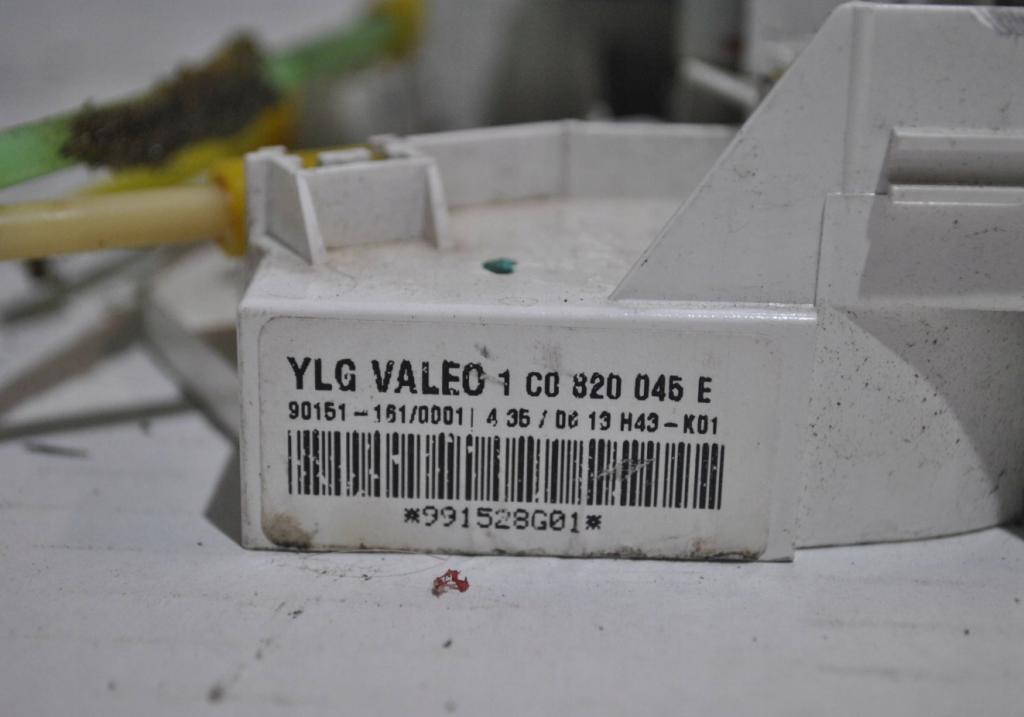 YLG VALEO 1 C0 820 045 E
90151-161/0001| 4 35 / 06 13 H43-K01
*991528G01*